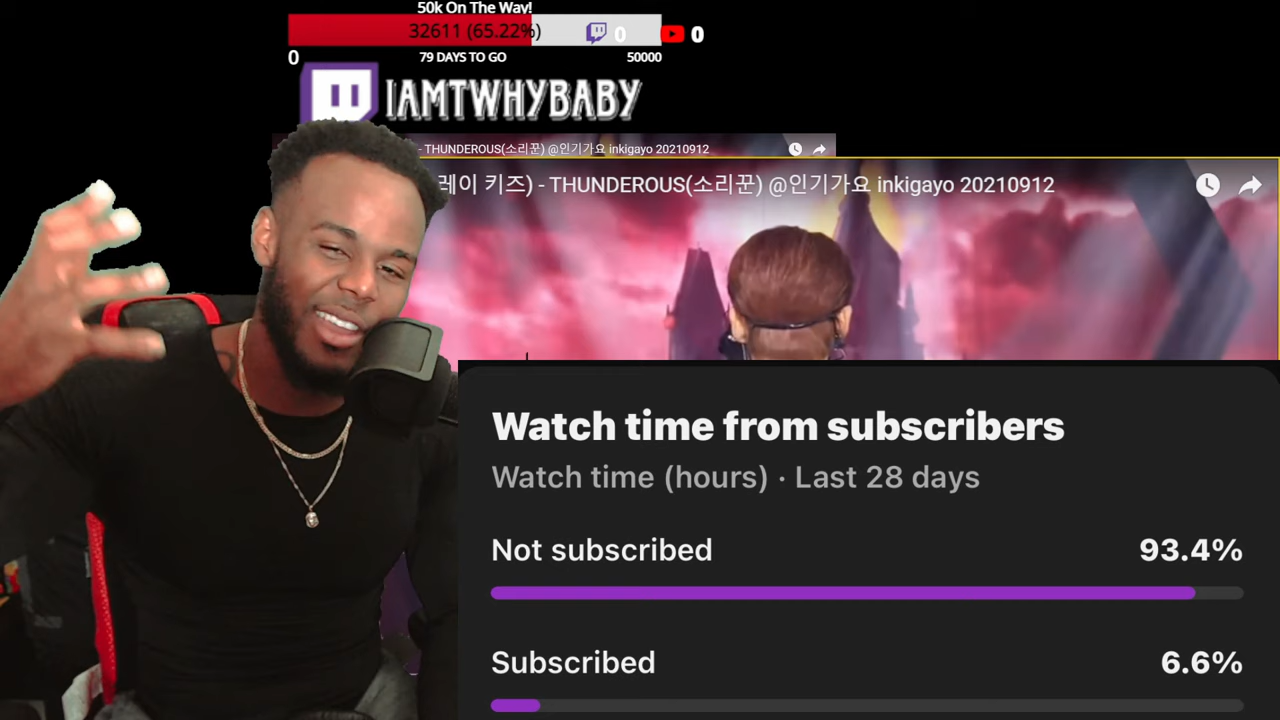 50k On The Way!
32611 (65.22%)
0
0
0
79 DAYS TO GO
50000
IAMTWHYBABY
- THUNDEROUS(소리꾼) @인기가요 inkigayo 20210912
레이 키즈) - THUNDEROUS(소리꾼) @인기가요 inkigayo 20210912
Watch time from subscribers
Watch time (hours) · Last 28 days
Not subscribed
93.4%
Subscribed
6.6%